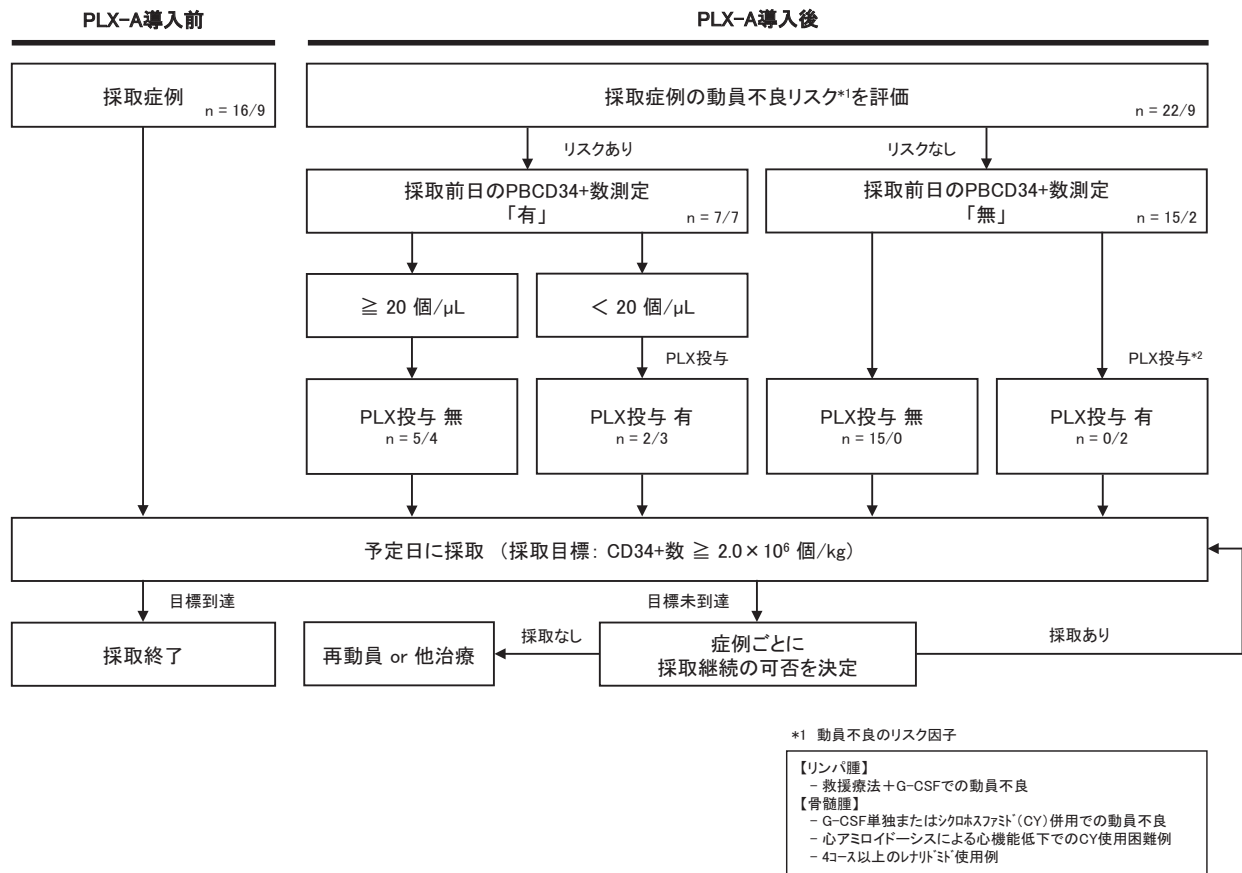 PLX-A導入前
PLX-A導入後
採取症例
n = 16/9
採取症例の動員不良リスク*1を評価
n = 22/9
リスクあり
リスクなし
採取前日のPBCD34+数測定
「有」
n = 7/7
採取前日のPBCD34+数測定
「無」
n = 15/2
≧ 20 個/μL
< 20 個/μL
PLX投与
PLX投与*2
PLX投与 無
n = 5/4
PLX投与 有
n = 2/3
PLX投与 無
n = 15/0
PLX投与 有
n = 0/2
予定日に採取 (採取目標: CD34+数 ≧ 2.0×10⁶ 個/kg)
目標到達
目標未到達
採取終了
再動員 or 他治療
採取なし
症例ごとに
採取継続の可否を決定
採取あり
*1 動員不良のリスク因子
【リンパ腫】
- 救援療法+G-CSFでの動員不良
【骨髄腫】
- G-CSF単独またはシクロホスファミド(CY)併用での動員不良
- 心アミロイドーシスによる心機能低下でのCY使用困難例
- 4コース以上のレナリドミド使用例